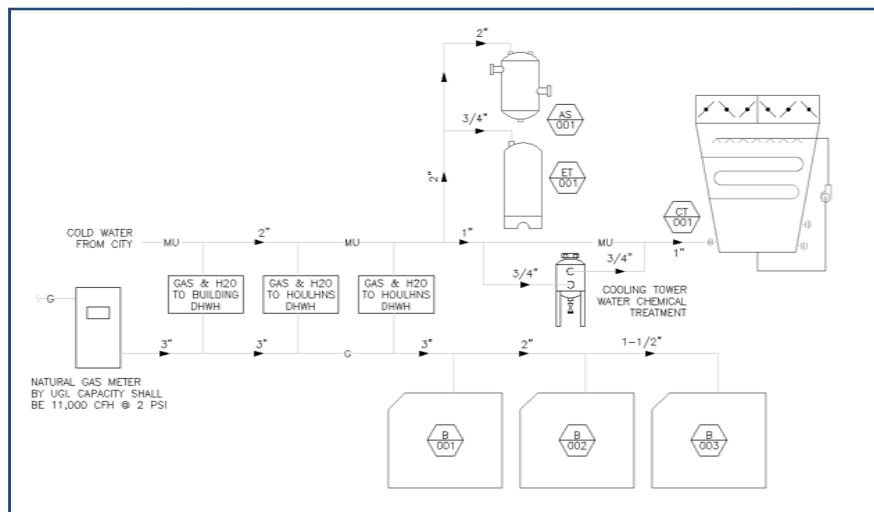 2"
AS
001
3/4"
ET
001
2"
CT
001
COLD WATER
FROM CITY
MU
2"
MU
1"
MU
1"
3/4"
3/4"
GAS & H2O
TO BUILDING
DHWH
GAS & H2O
TO HOULHNS
DHWH
GAS & H2O
TO HOULHNS
DHWH
COOLING TOWER
WATER CHEMICAL
TREATMENT
G
3"
3"
G
3"
2"
1-1/2"
NATURAL GAS METER
BY UGI. CAPACITY SHALL
BE 11,000 CFH @ 2 PSI
B
001
B
002
B
003